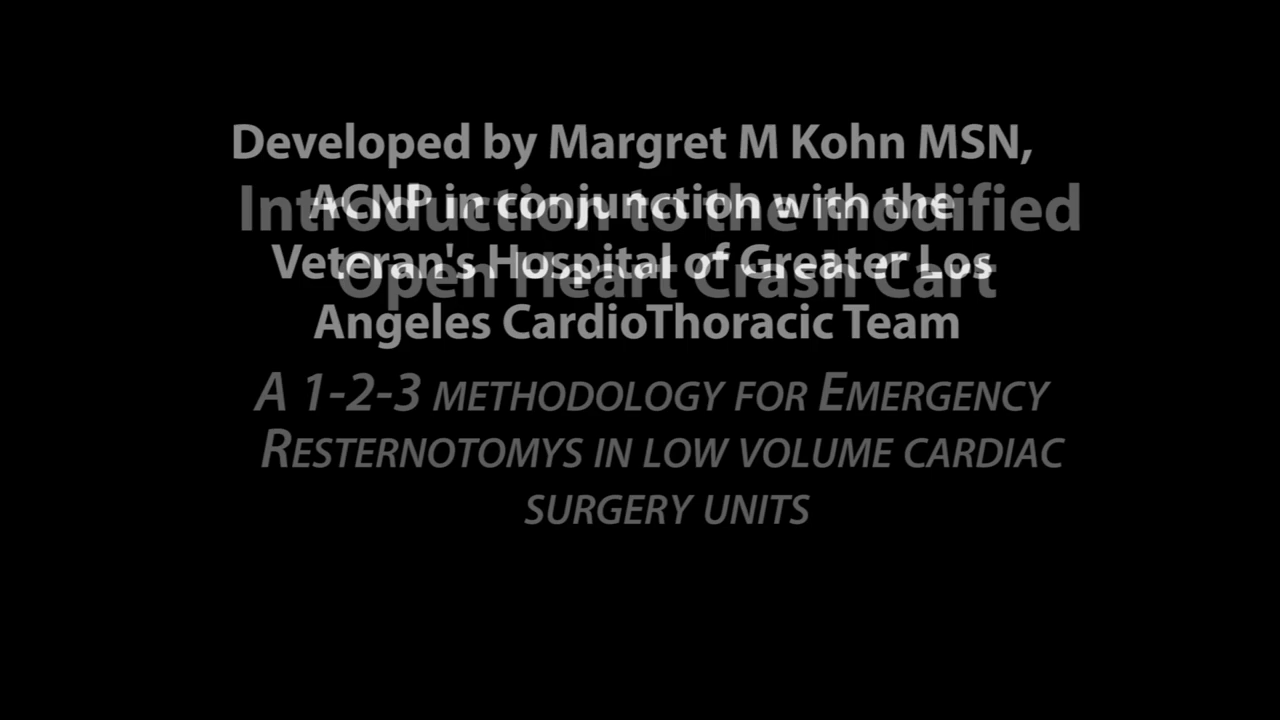 Developed by Margret M Kohn MSN,
ACNP in conjunction with the
Veteran's Hospital of Greater Los
Angeles CardioThoracic Team
Introduction to the modified
Open Heart Crash Cart
A 1-2-3 METHODOLOGY FOR EMERGENCY
RESTERNOTOMYS IN LOW VOLUME CARDIAC
SURGERY UNITS